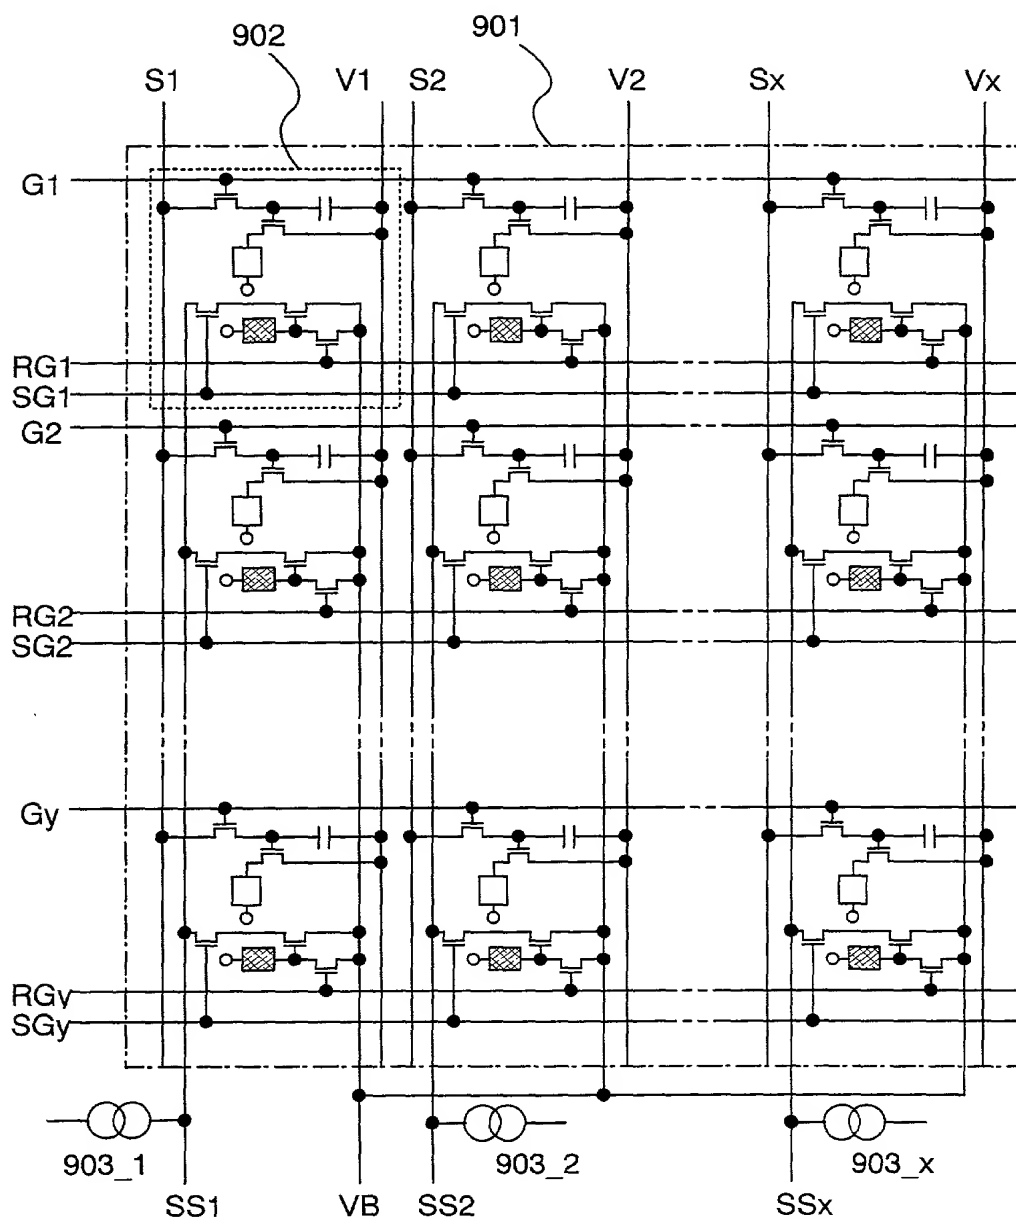 902
901
S1 V1 S2 V2 Sx Vx
G1
RG1
SG1
G2
RG2
SG2
Gy
RGy
SGy
903_1 903_2 903_x
SS1 VB SS2 SSx